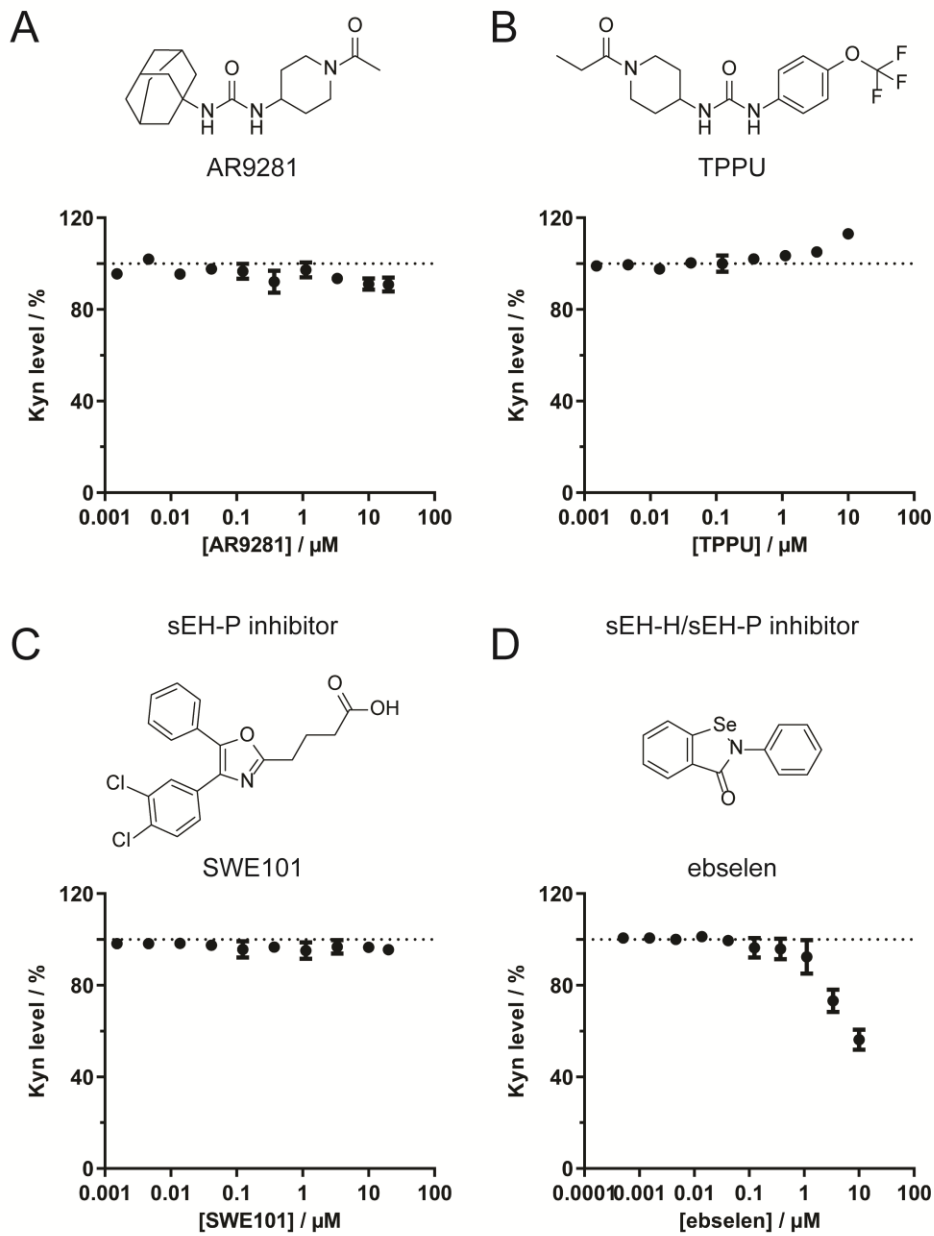 A
O
O
N
N
H
N
H
AR9281
120
80
40
0
Kyn level / %
0.001 0.01 0.1 1 10 100
[AR9281] / µM
B
O
N
O
N
H
N
H
O
F
F
F
TPPU
120
80
40
0
Kyn level / %
0.001 0.01 0.1 1 10 100
[TPPU] / µM
C
sEH-P inhibitor
O
OH
O
N
Cl
Cl
SWE101
120
80
40
0
Kyn level / %
0.001 0.01 0.1 1 10 100
[SWE101] / µM
D
sEH-H/sEH-P inhibitor
Se
N
O
ebselen
120
80
40
0
Kyn level / %
0.0001 0.001 0.01 0.1 1 10 100
[ebselen] / µM